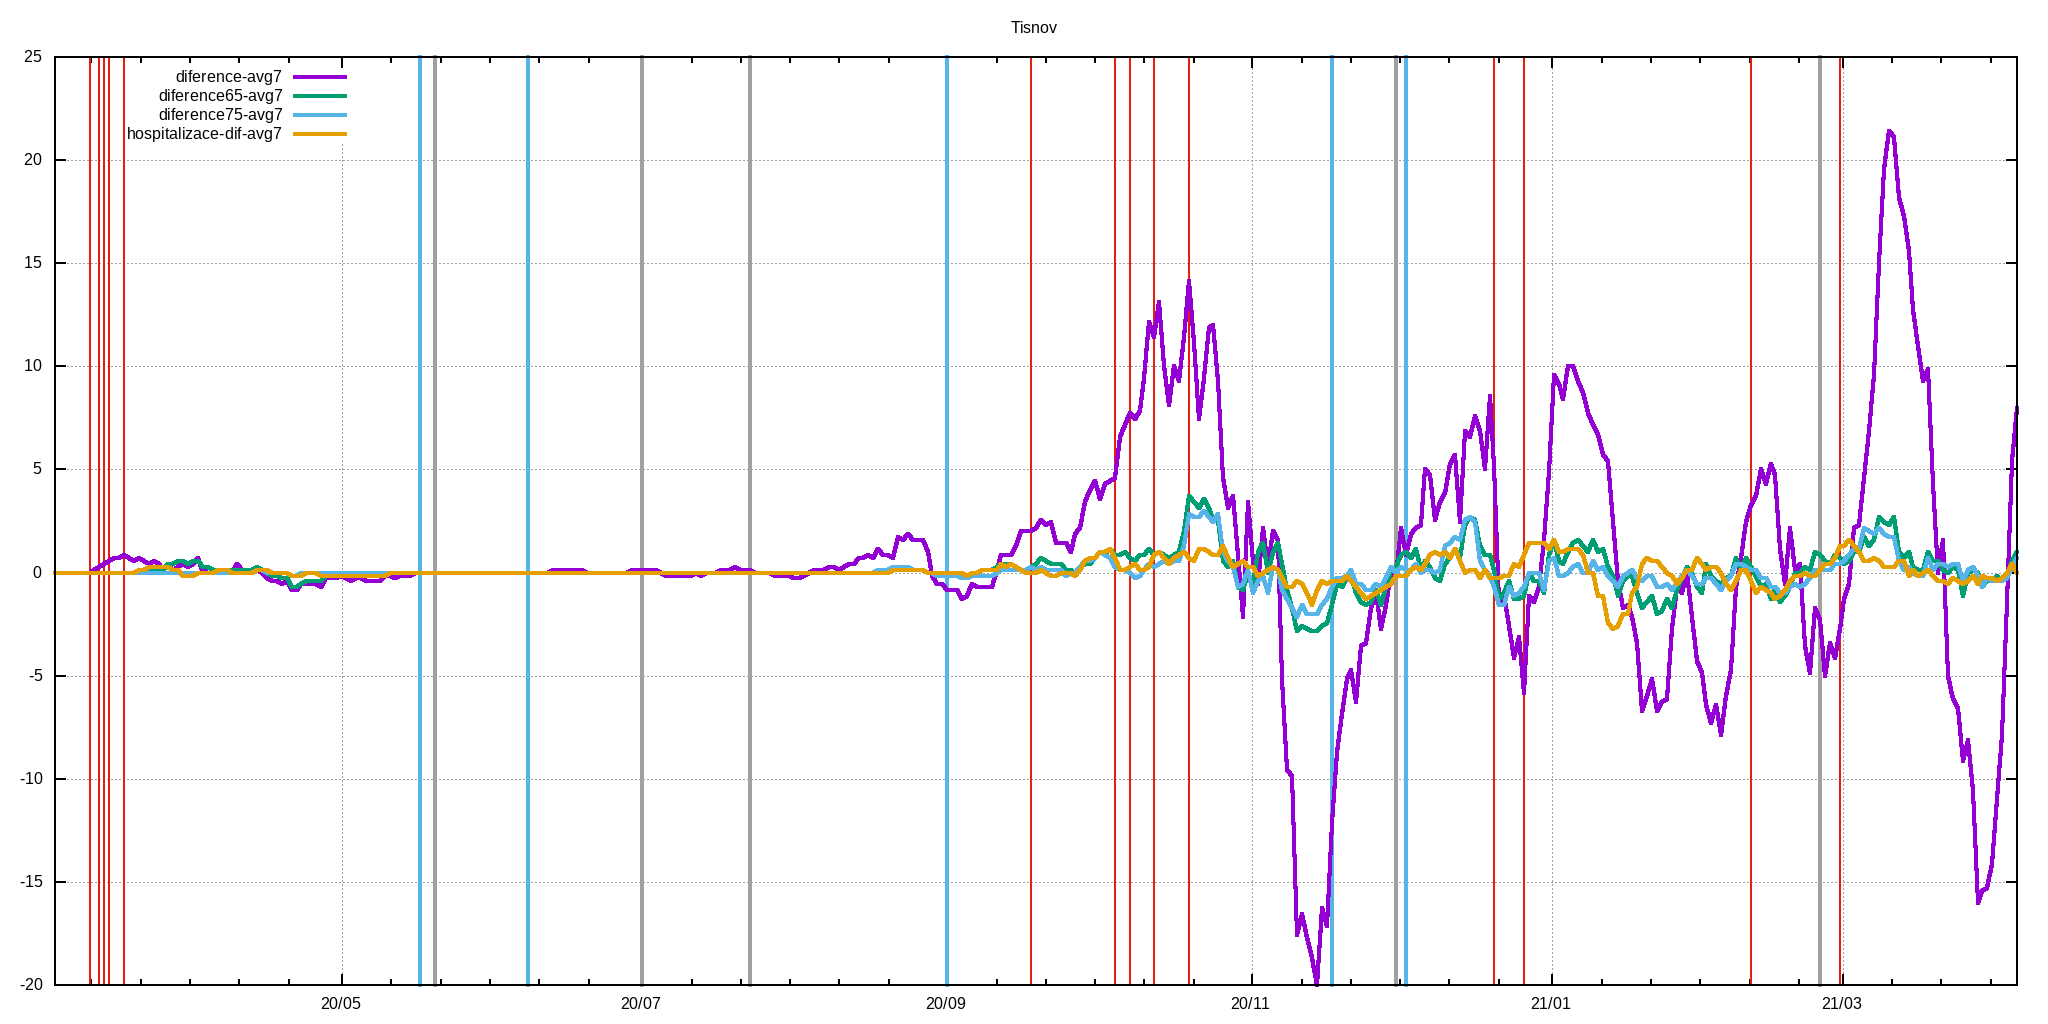 Tisnov
diference-avg7
diference65-avg7
diference75-avg7
hospitalizace-dif-avg7
25
20
15
10
5
0
-5
-10
-15
-20
20/05 20/07 20/09 20/11 21/01 21/03